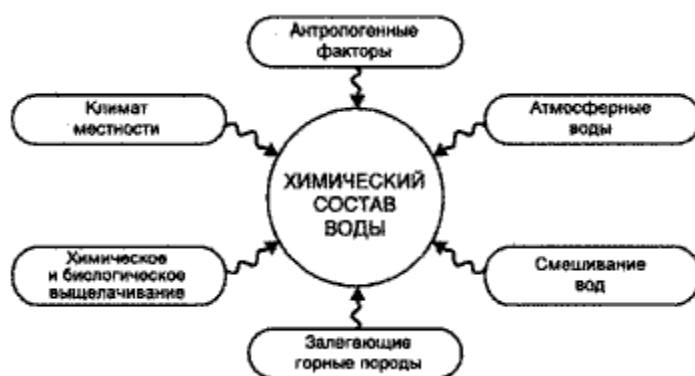 Антропогенные
факторы
Климат
местности
Атмосферные
воды
ХИМИЧЕСКИЙ
СОСТАВ
ВОДЫ
Химическое
и биологическое
выщелачивание
Смешивание
вод
Залегающие
горные породы